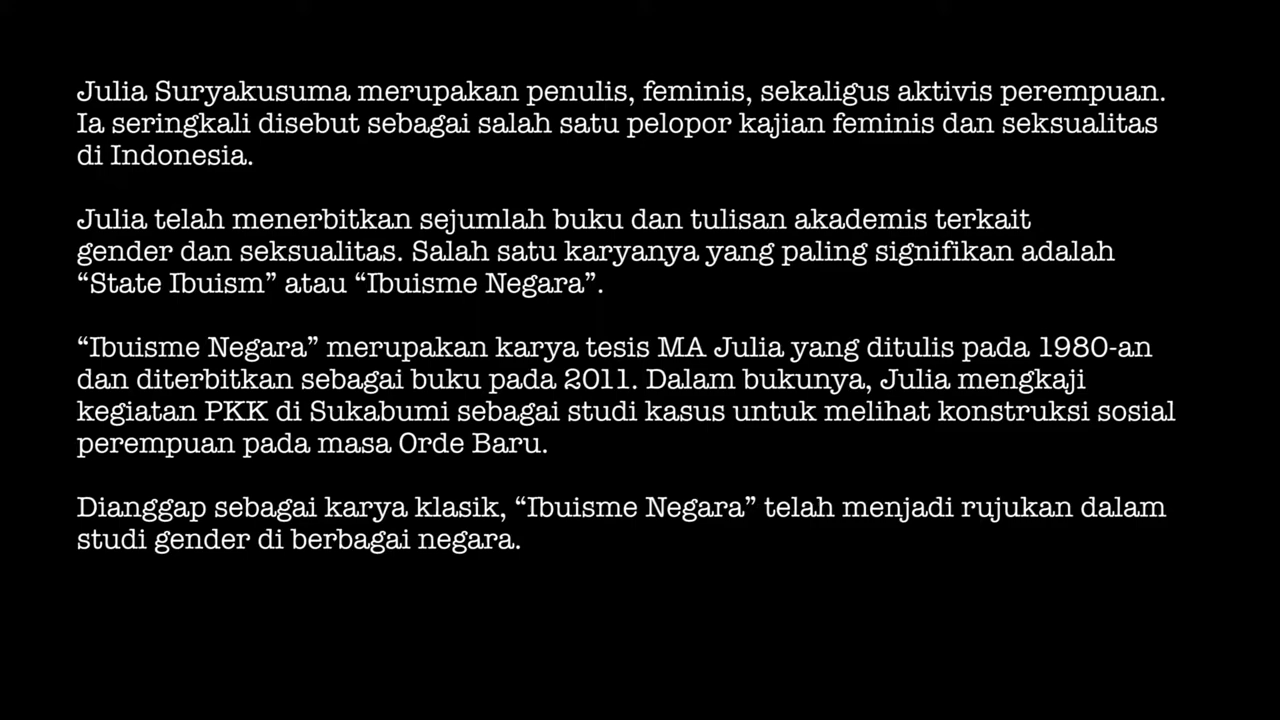 Julia Suryakusuma merupakan penulis, feminis, sekaligus aktivis perempuan.
Ia seringkali disebut sebagai salah satu pelopor kajian feminis dan seksualitas
di Indonesia.
Julia telah menerbitkan sejumlah buku dan tulisan akademis terkait
gender dan seksualitas. Salah satu karyanya yang paling signifikan adalah
“State Ibuism” atau “Ibuisme Negara”.
“Ibuisme Negara” merupakan karya tesis MA Julia yang ditulis pada 1980-an
dan diterbitkan sebagai buku pada 2011. Dalam bukunya, Julia mengkaji
kegiatan PKK di Sukabumi sebagai studi kasus untuk melihat konstruksi sosial
perempuan pada masa Orde Baru.
Dianggap sebagai karya klasik, “Ibuisme Negara” telah menjadi rujukan dalam
studi gender di berbagai negara.